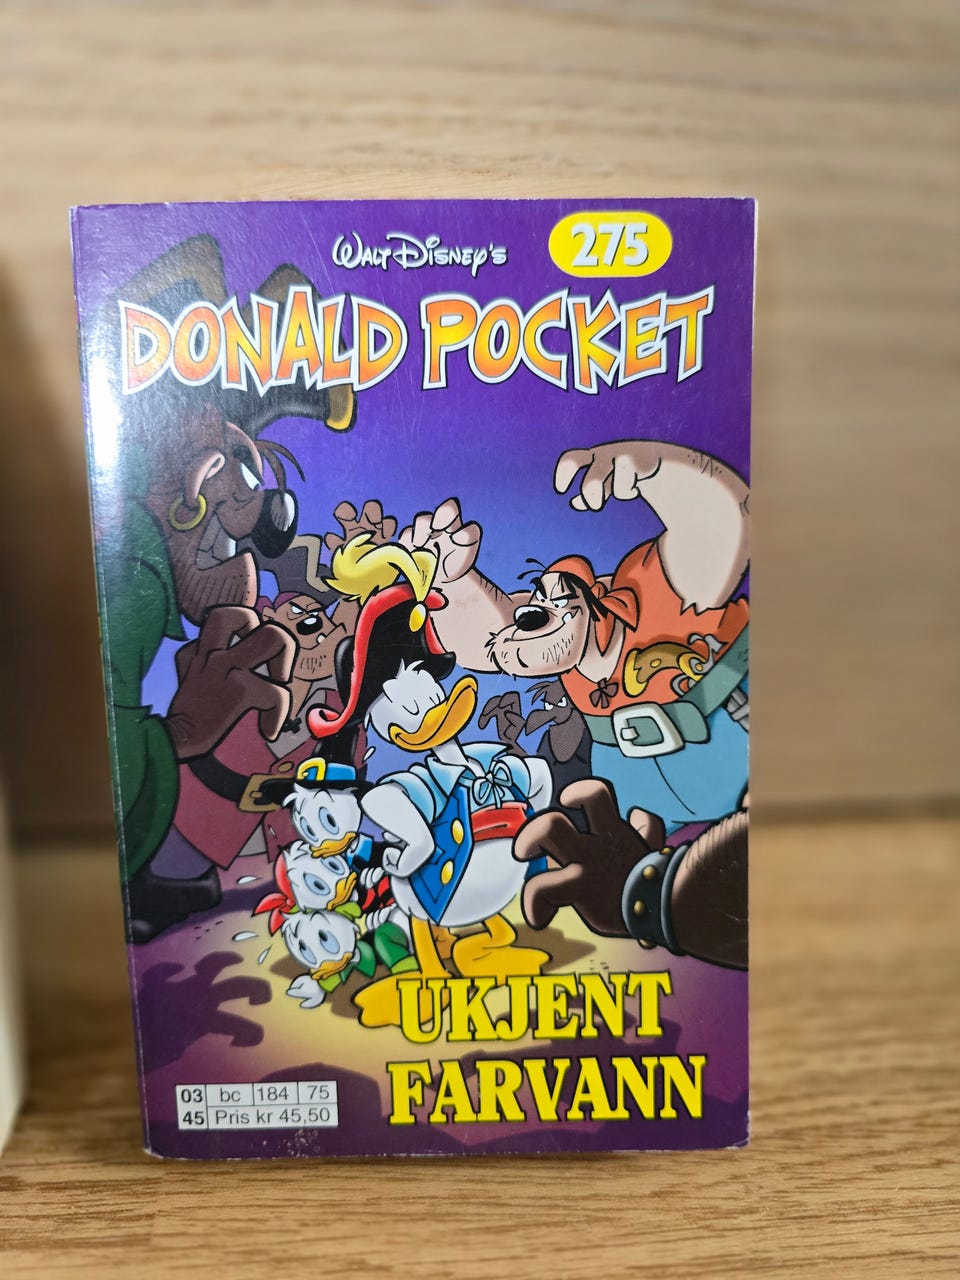 WALT DISNEY'S
275
DONALD POCKET
UKJENT
FARVANN
03 bc 184 75
45 Pris kr 45,50